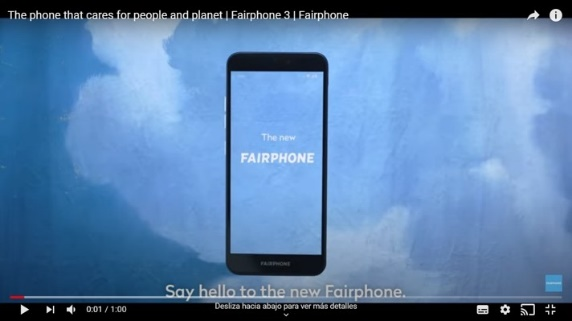 The phone that cares for people and planet | Fairphone 3 | Fairphone
The new
FAIRPHONE
FAIRPHONE
Say hello to the new Fairphone.
0:01 / 1:00
Desliza hacia abajo para ver más detalles